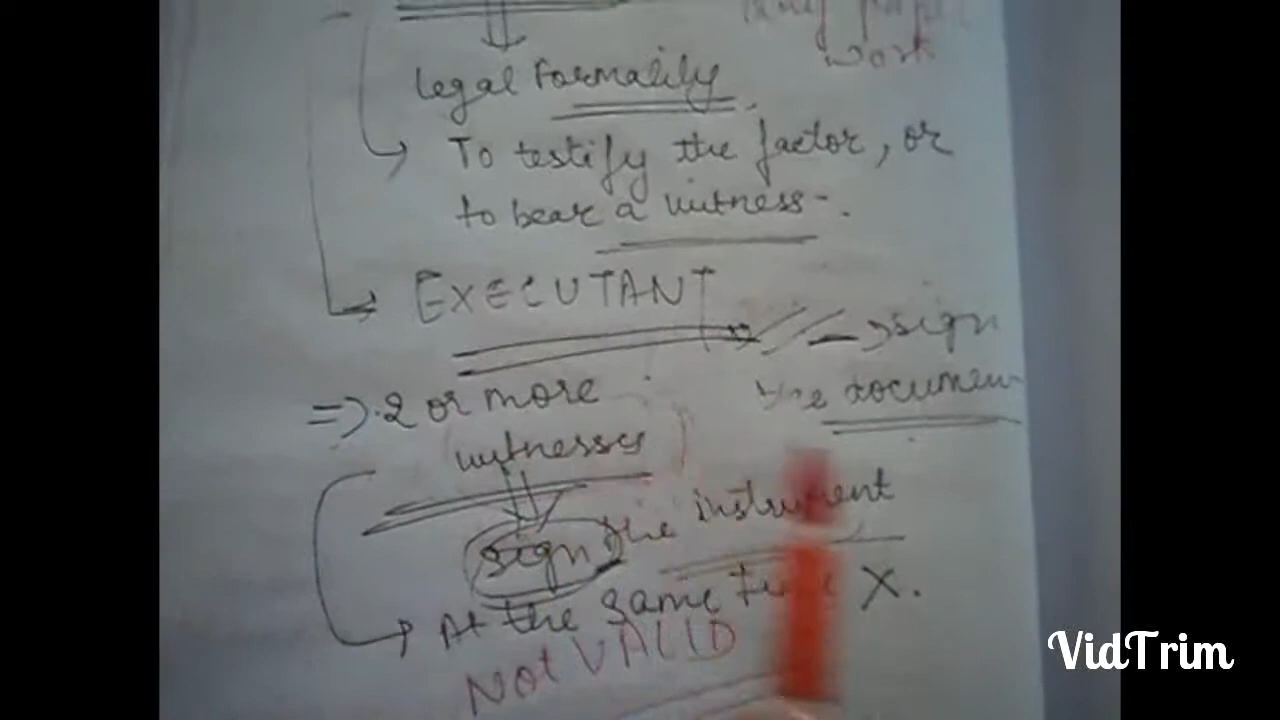 work
Legal Formality
To testify the factor, or
to bear a witness-.
EXECUTANT
sign
the document
=> 2 or more
witnesses
sign the instrument
At the same time X.
Not VALID
VidTrim